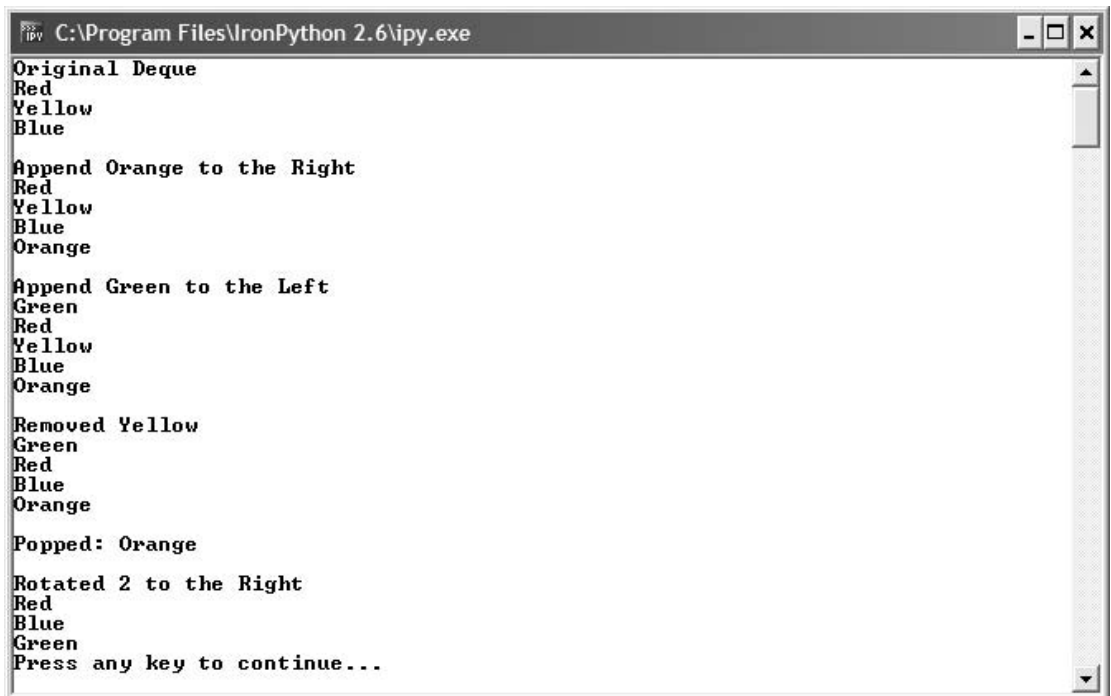 C:\Program Files\IronPython 2.6\ipy.exe
Original Deque
Red
Yellow
Blue
Append Orange to the Right
Red
Yellow
Blue
Orange
Append Green to the Left
Green
Red
Yellow
Blue
Orange
Removed Yellow
Green
Red
Blue
Orange
Popped: Orange
Rotated 2 to the Right
Red
Blue
Green
Press any key to continue...